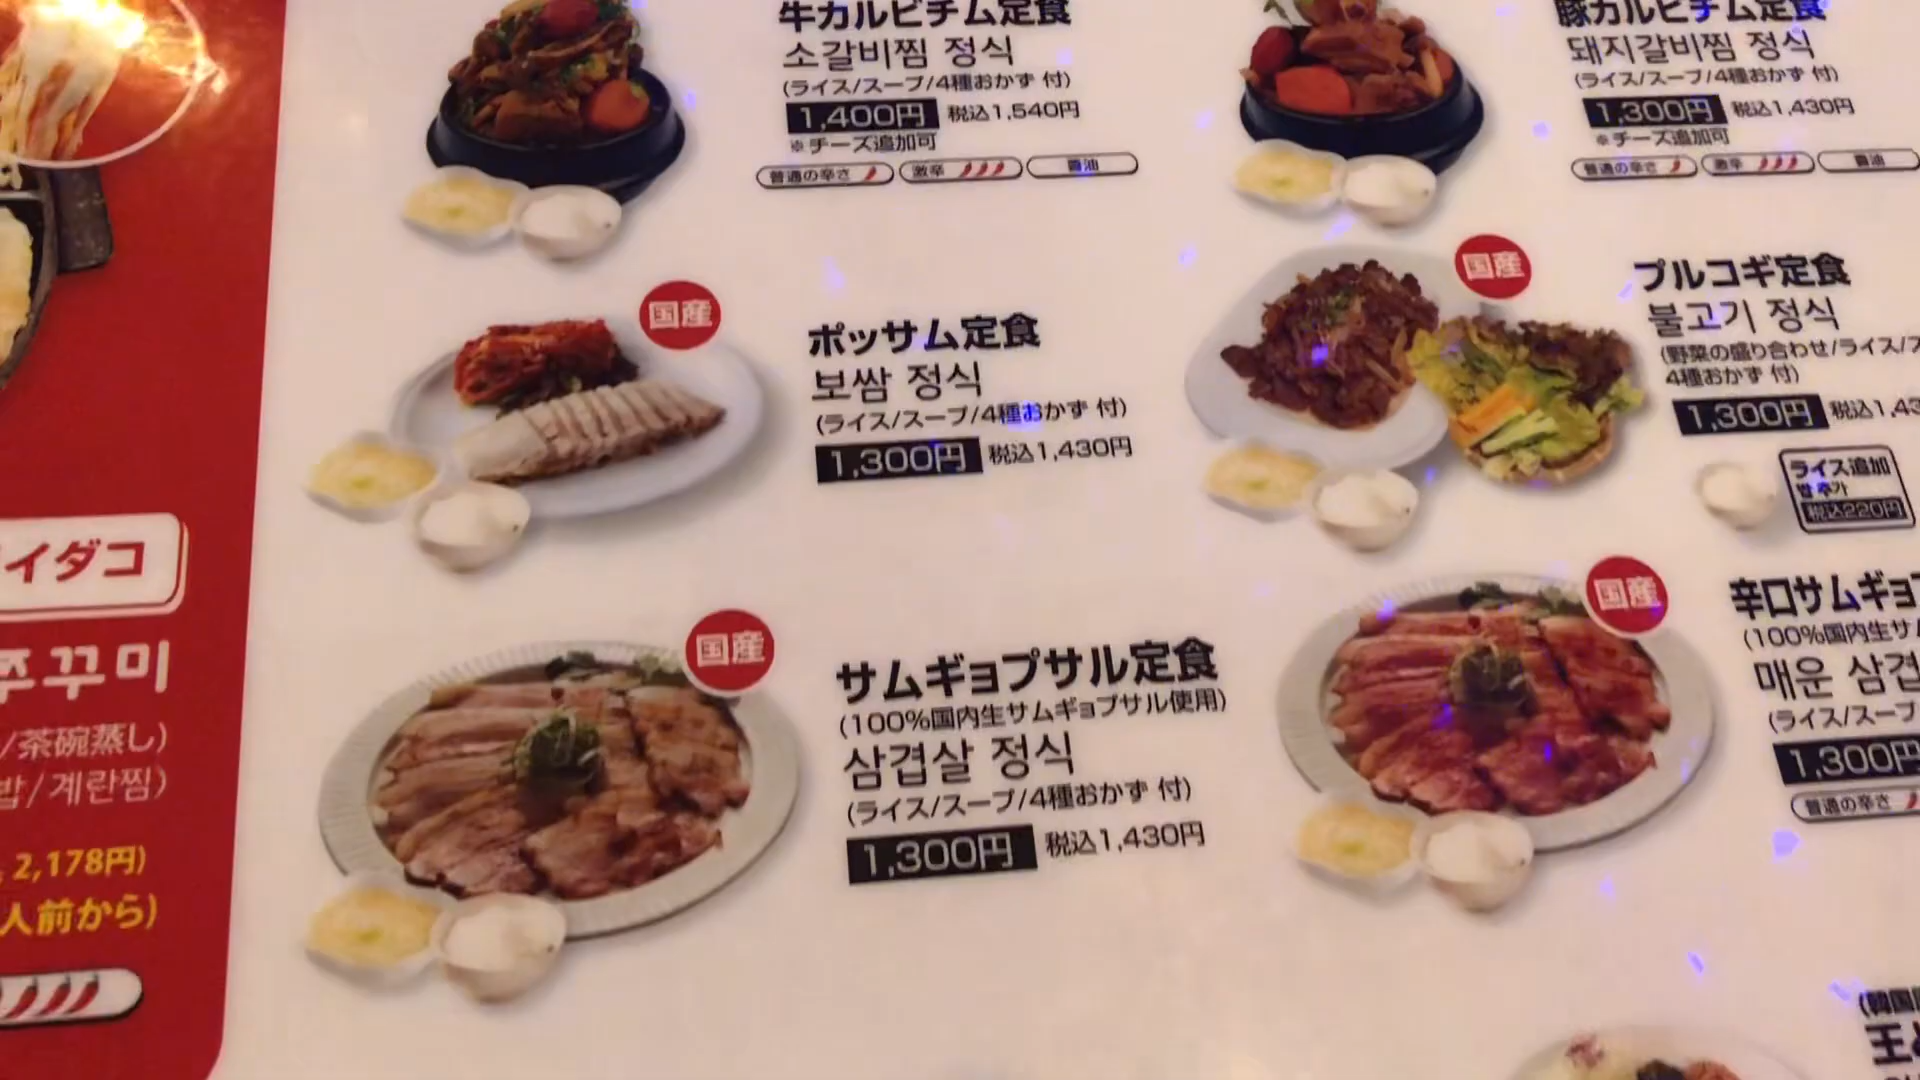 イダコ
쭈꾸미
/茶碗蒸し)
밥/계란찜)
2,178円)
人前から)
牛カルビチム定食
소갈비찜 정식
(ライス/スープ/4種おかず 付)
1,400円 税込1,540円
※チーズ追加可
普通の辛さ 激辛 醤油
豚カルビチム定食
돼지갈비찜 정식
(ライス/スープ/4種おかず 付)
1,300円 税込1,430円
※チーズ追加可
普通の辛さ 激辛 醤油
国産
ポッサム定食
보쌈 정식
(ライス/スープ/4種おかず 付)
1,300円 税込1,430円
国産
プルコギ定食
불고기 정식
(野菜の盛り合わせ/ライス/ス
4種おかず 付)
1,300円 税込1,43
ライス追加
밥 추가
税込220円
国産
サムギョプサル定食
(100%国内生サムギョプサル使用)
삼겹살 정식
(ライス/スープ/4種おかず 付)
1,300円 税込1,430円
国産
辛口サムギョプ
(100%国内生サム
매운 삼겹
(ライス/スープ
1,300円
普通の辛さ
(韓国
王